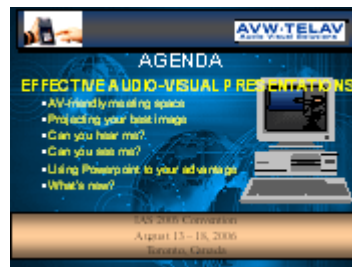 AVW-TELAV
Audio Visual Solutions
AGENDA
EFFECTIVE AUDIO-VISUAL PRESENTATIONS
AV-friendly meeting space
Projecting your best image
Can you hear me?
Can you see me?
Using Powerpoint to your advantage
What's new?
IAS 2006 Convention
August 13 – 18, 2006
Toronto, Canada